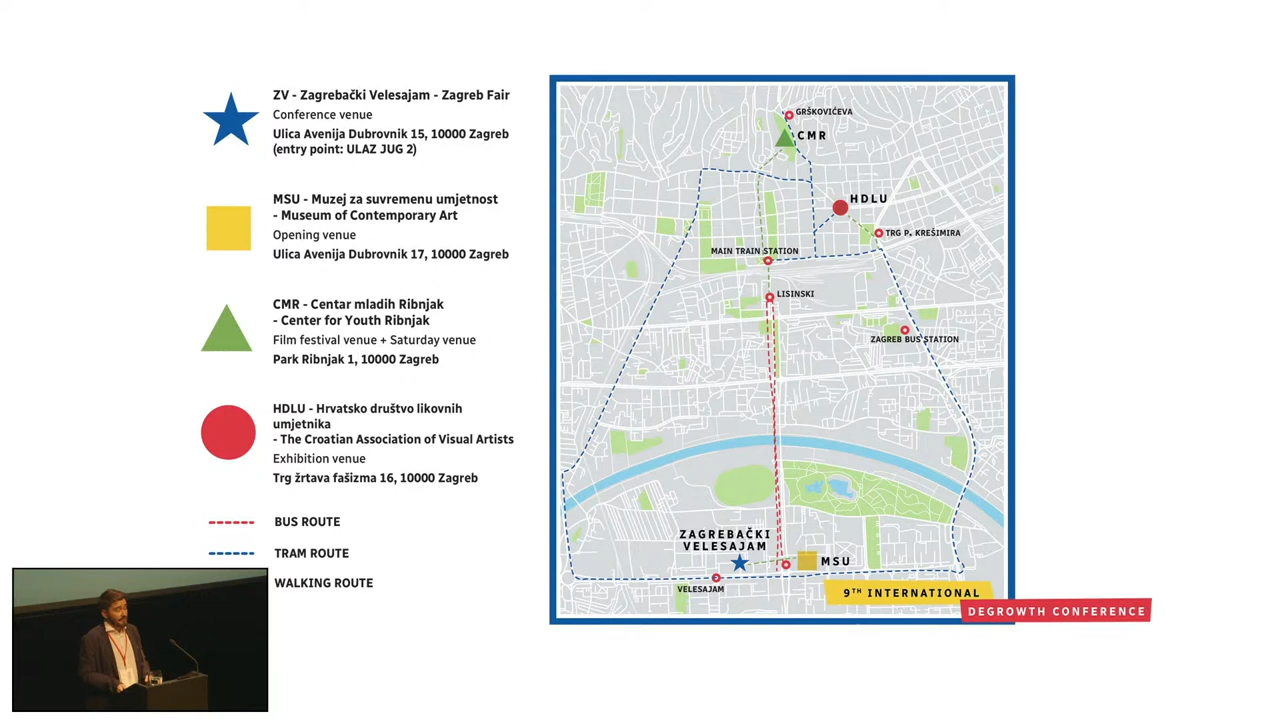 ZV - Zagrebački Velesajam - Zagreb Fair
Conference venue
Ulica Avenija Dubrovnik 15, 10000 Zagreb
(entry point: ULAZ JUG 2)
MSU - Muzej za suvremenu umjetnost
- Museum of Contemporary Art
Opening venue
Ulica Avenija Dubrovnik 17, 10000 Zagreb
CMR - Centar mladih Ribnjak
- Center for Youth Ribnjak
Film festival venue + Saturday venue
Park Ribnjak 1, 10000 Zagreb
HDLU - Hrvatsko društvo likovnih
umjetnika
- The Croatian Association of Visual Artists
Exhibition venue
Trg žrtava fašizma 16, 10000 Zagreb
BUS ROUTE
TRAM ROUTE
WALKING ROUTE
GRŠKOVIĆEVA
CMR
HDLU
TRG P. KREŠIMIRA
MAIN TRAIN STATION
LISINSKI
ZAGREB BUS STATION
ZAGREBAČKI
VELESAJAM
MSU
VELESAJAM
9TH INTERNATIONAL
DEGROWTH CONFERENCE